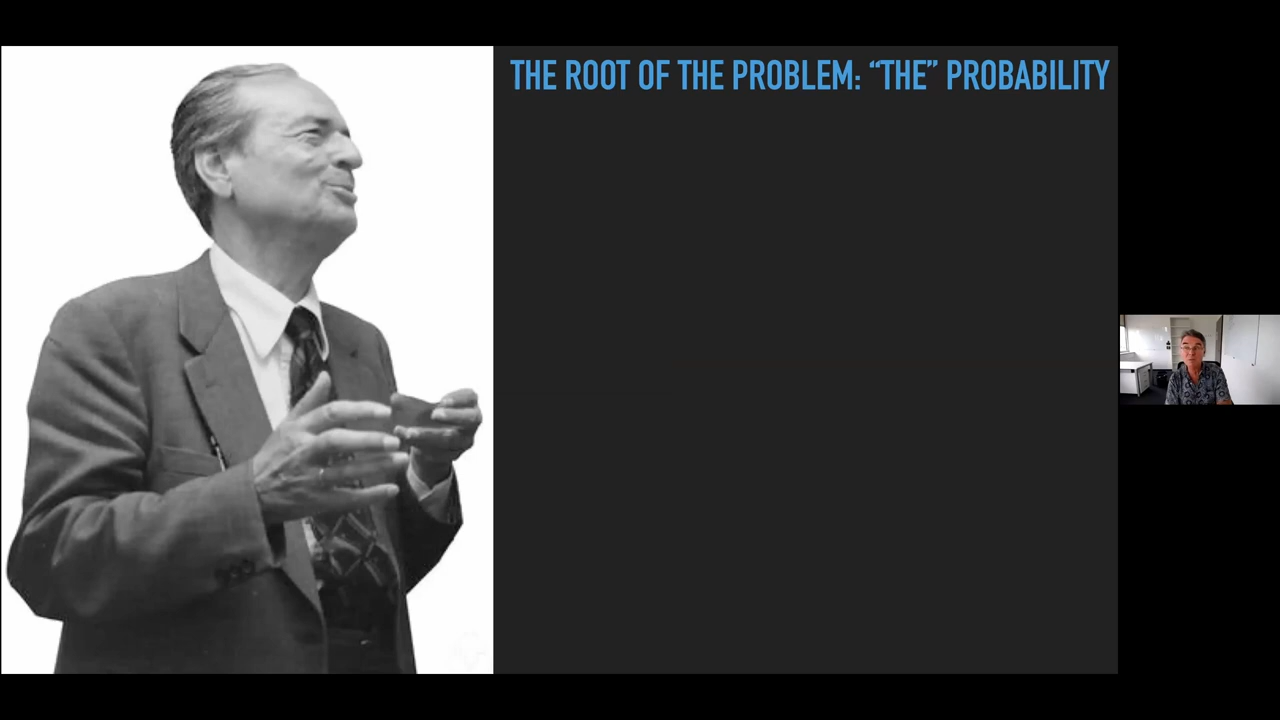 THE ROOT OF THE PROBLEM: “THE” PROBABILITY